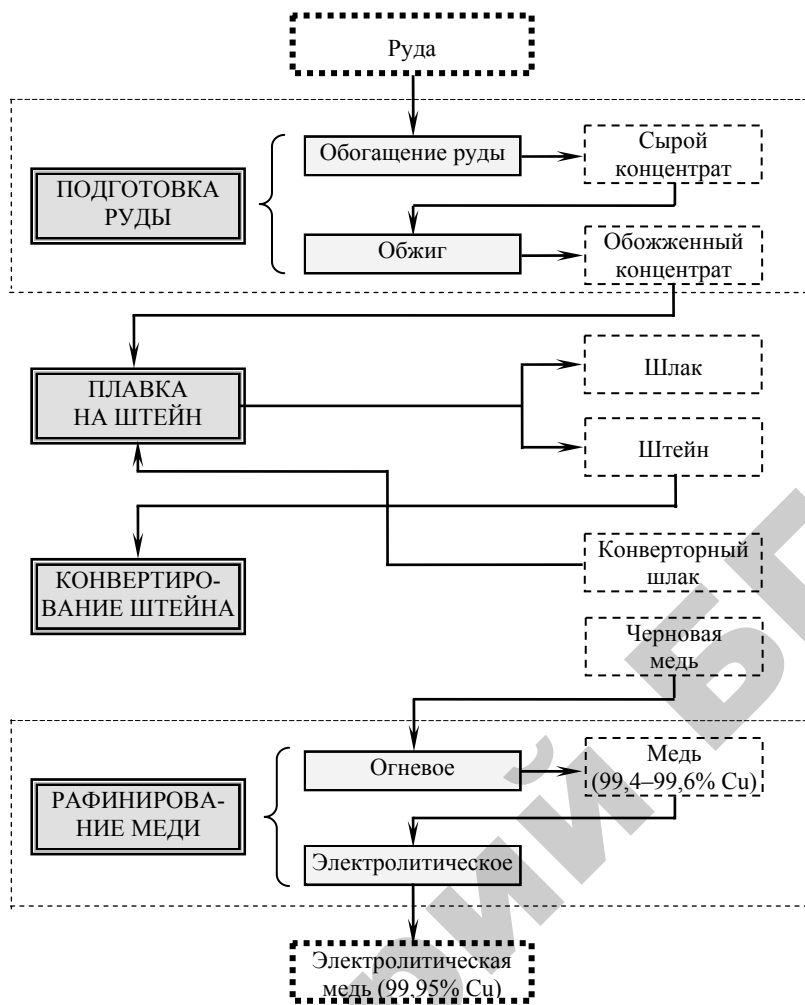 Руда
Обогащение руды
Сырой
концентрат
ПОДГОТОВКА
РУДЫ
Обжиг
Обожженный
концентрат
ПЛАВКА
НА ШТЕЙН
Шлак
Штейн
КОНВЕРТИРО-
ВАНИЕ ШТЕЙНА
Конверторный
шлак
Черновая
медь
РАФИНИРОВА-
НИЕ МЕДИ
Огневое
Медь
(99,4–99,6% Cu)
Электролитическое
Электролитическая
медь (99,95% Cu)
рий БГ